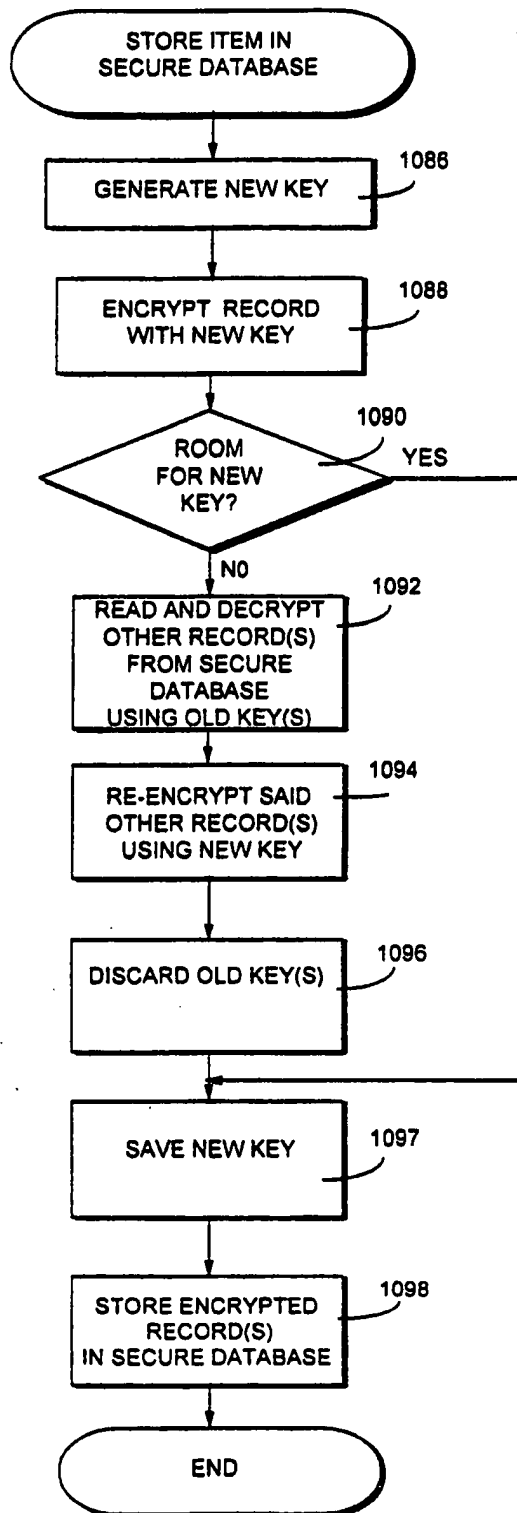 STORE ITEM IN
SECURE DATABASE
1086
GENERATE NEW KEY
1088
ENCRYPT RECORD
WITH NEW KEY
1090
ROOM
FOR NEW
KEY?
YES
NO
1092
READ AND DECRYPT
OTHER RECORD(S)
FROM SECURE
DATABASE
USING OLD KEY(S)
1094
RE-ENCRYPT SAID
OTHER RECORD(S)
USING NEW KEY
1096
DISCARD OLD KEY(S)
SAVE NEW KEY
1097
1098
STORE ENCRYPTED
RECORD(S)
IN SECURE DATABASE
END